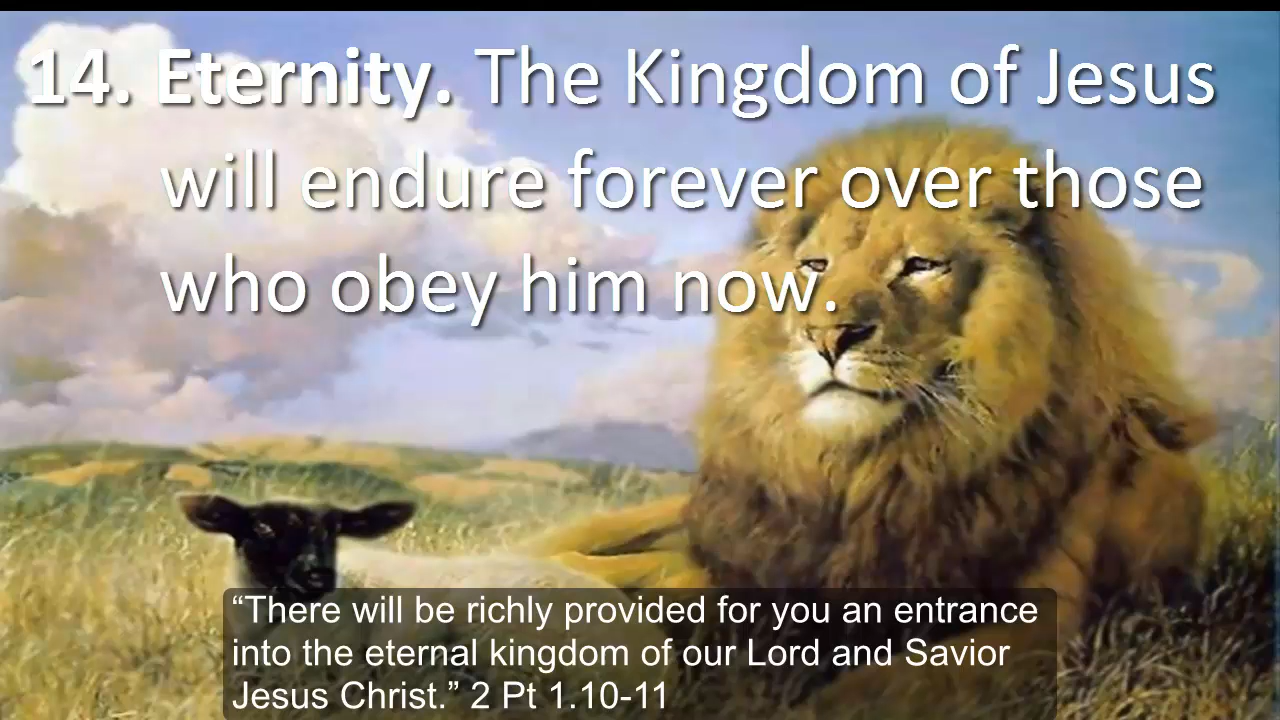 14. Eternity. The Kingdom of Jesus
will endure forever over those
who obey him now.
“There will be richly provided for you an entrance
into the eternal kingdom of our Lord and Savior
Jesus Christ.” 2 Pt 1.10-11